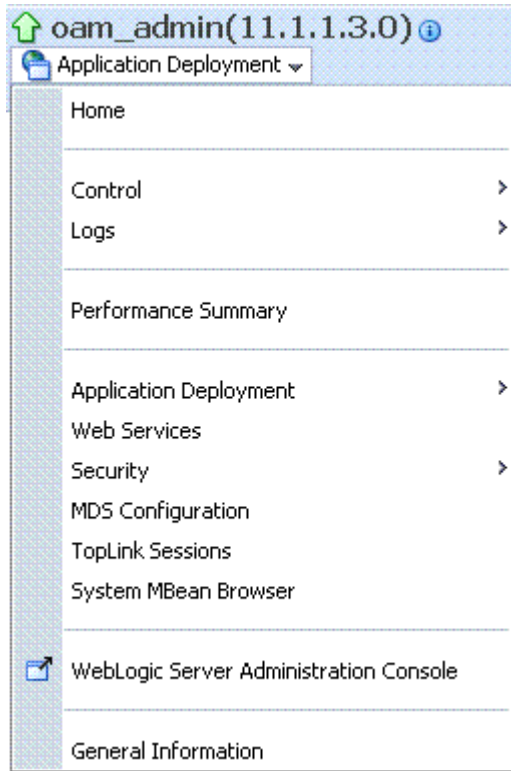 oam_admin(11.1.1.3.0)
Application Deployment
Home
Control
Logs
Performance Summary
Application Deployment
Web Services
Security
MDS Configuration
TopLink Sessions
System MBean Browser
WebLogic Server Administration Console
General Information